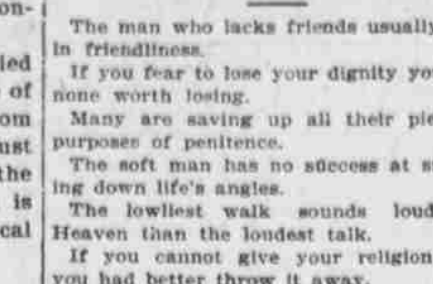 on-
ied
of
om
ust
the
is
cal
The man who lacks friends usually
in friendliness.
If you fear to lose your dignity yo
none worth losing.
Many are saving up all their pie
purposes of penitence.
The soft man has no success at s
ing down life's angles.
The lowliest walk sounds loud
Heaven than the loudest talk.
If you cannot give your religion
you had better throw it away.